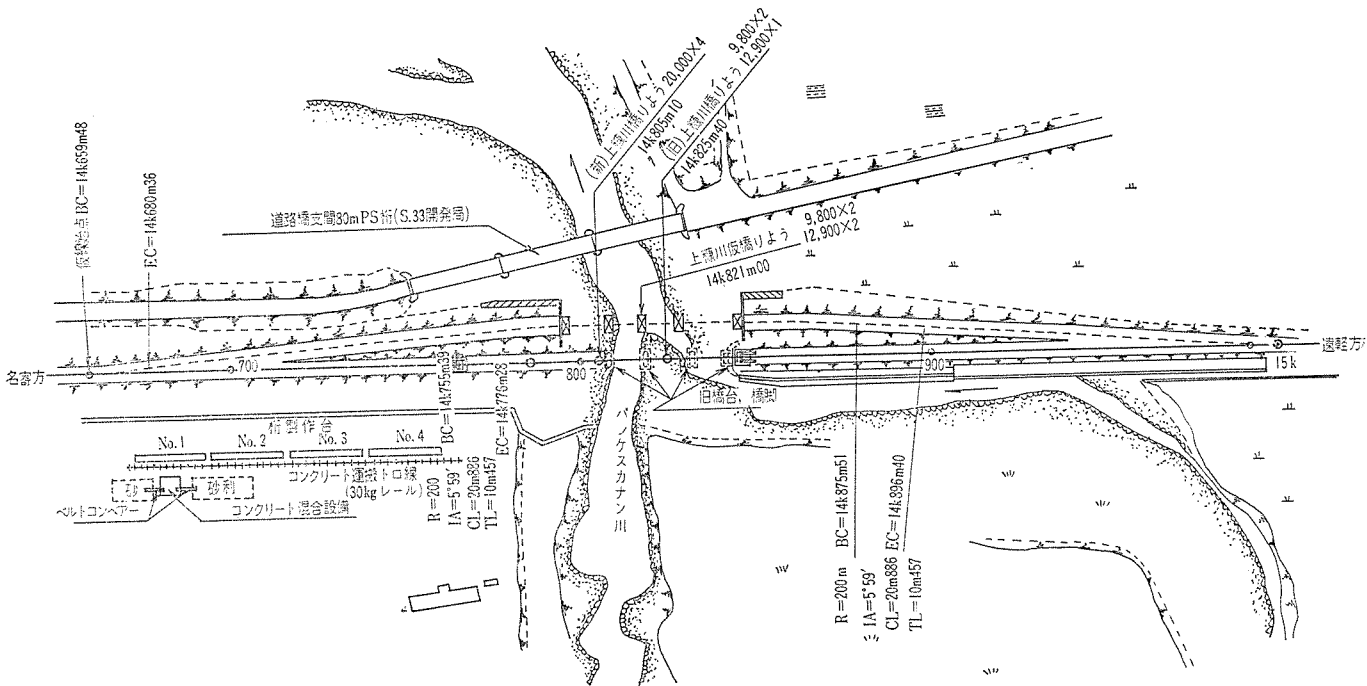 (新)上藻川橋りよう 20,000×4
14k805m10
9,800×2
(旧)上藻川橋りよう 12,900×1
14k825m40
仮線始点 BC=14k659m48
EC=14k680m36
道路橋支間80mPS桁(S.33開発局)
9,800×2
上藻川仮橋りよう 12,900×2
14k821m00
名寄方
700
800
900
15k
遠軽方
旧橋台、橋脚
パンケスカナン川
桁製作台
No.1
No.2
No.3
No.4
コンクリート運搬トロ線
(30kgレール)
砂
砂利
ベルトコンベアー
コンクリート混合設備
BC=14k755m39
EC=14k776m28
R=200
IA=5°59′
CL=20m886
TL=10m457
BC=14k875m51
EC=14k896m40
R=200m
IA=5°59′
CL=20m886
TL=10m457